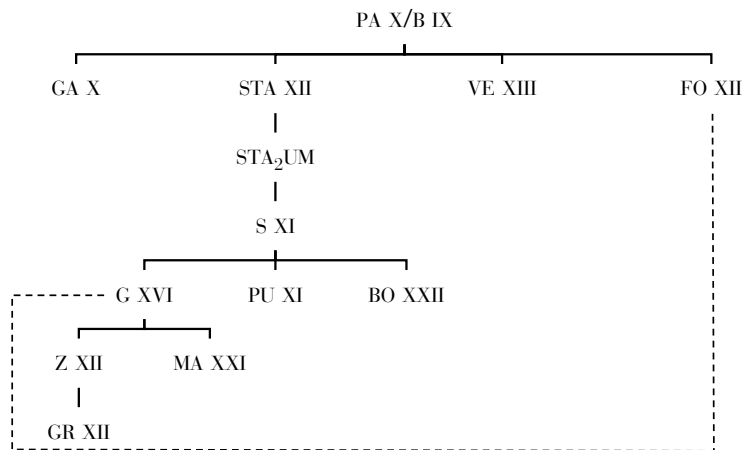 PA X/B IX
GA X STA XII VE XIII FO XII
STA₂UM
S XI
G XVI PU XI BO XXII
Z XII MA XXI
GR XII